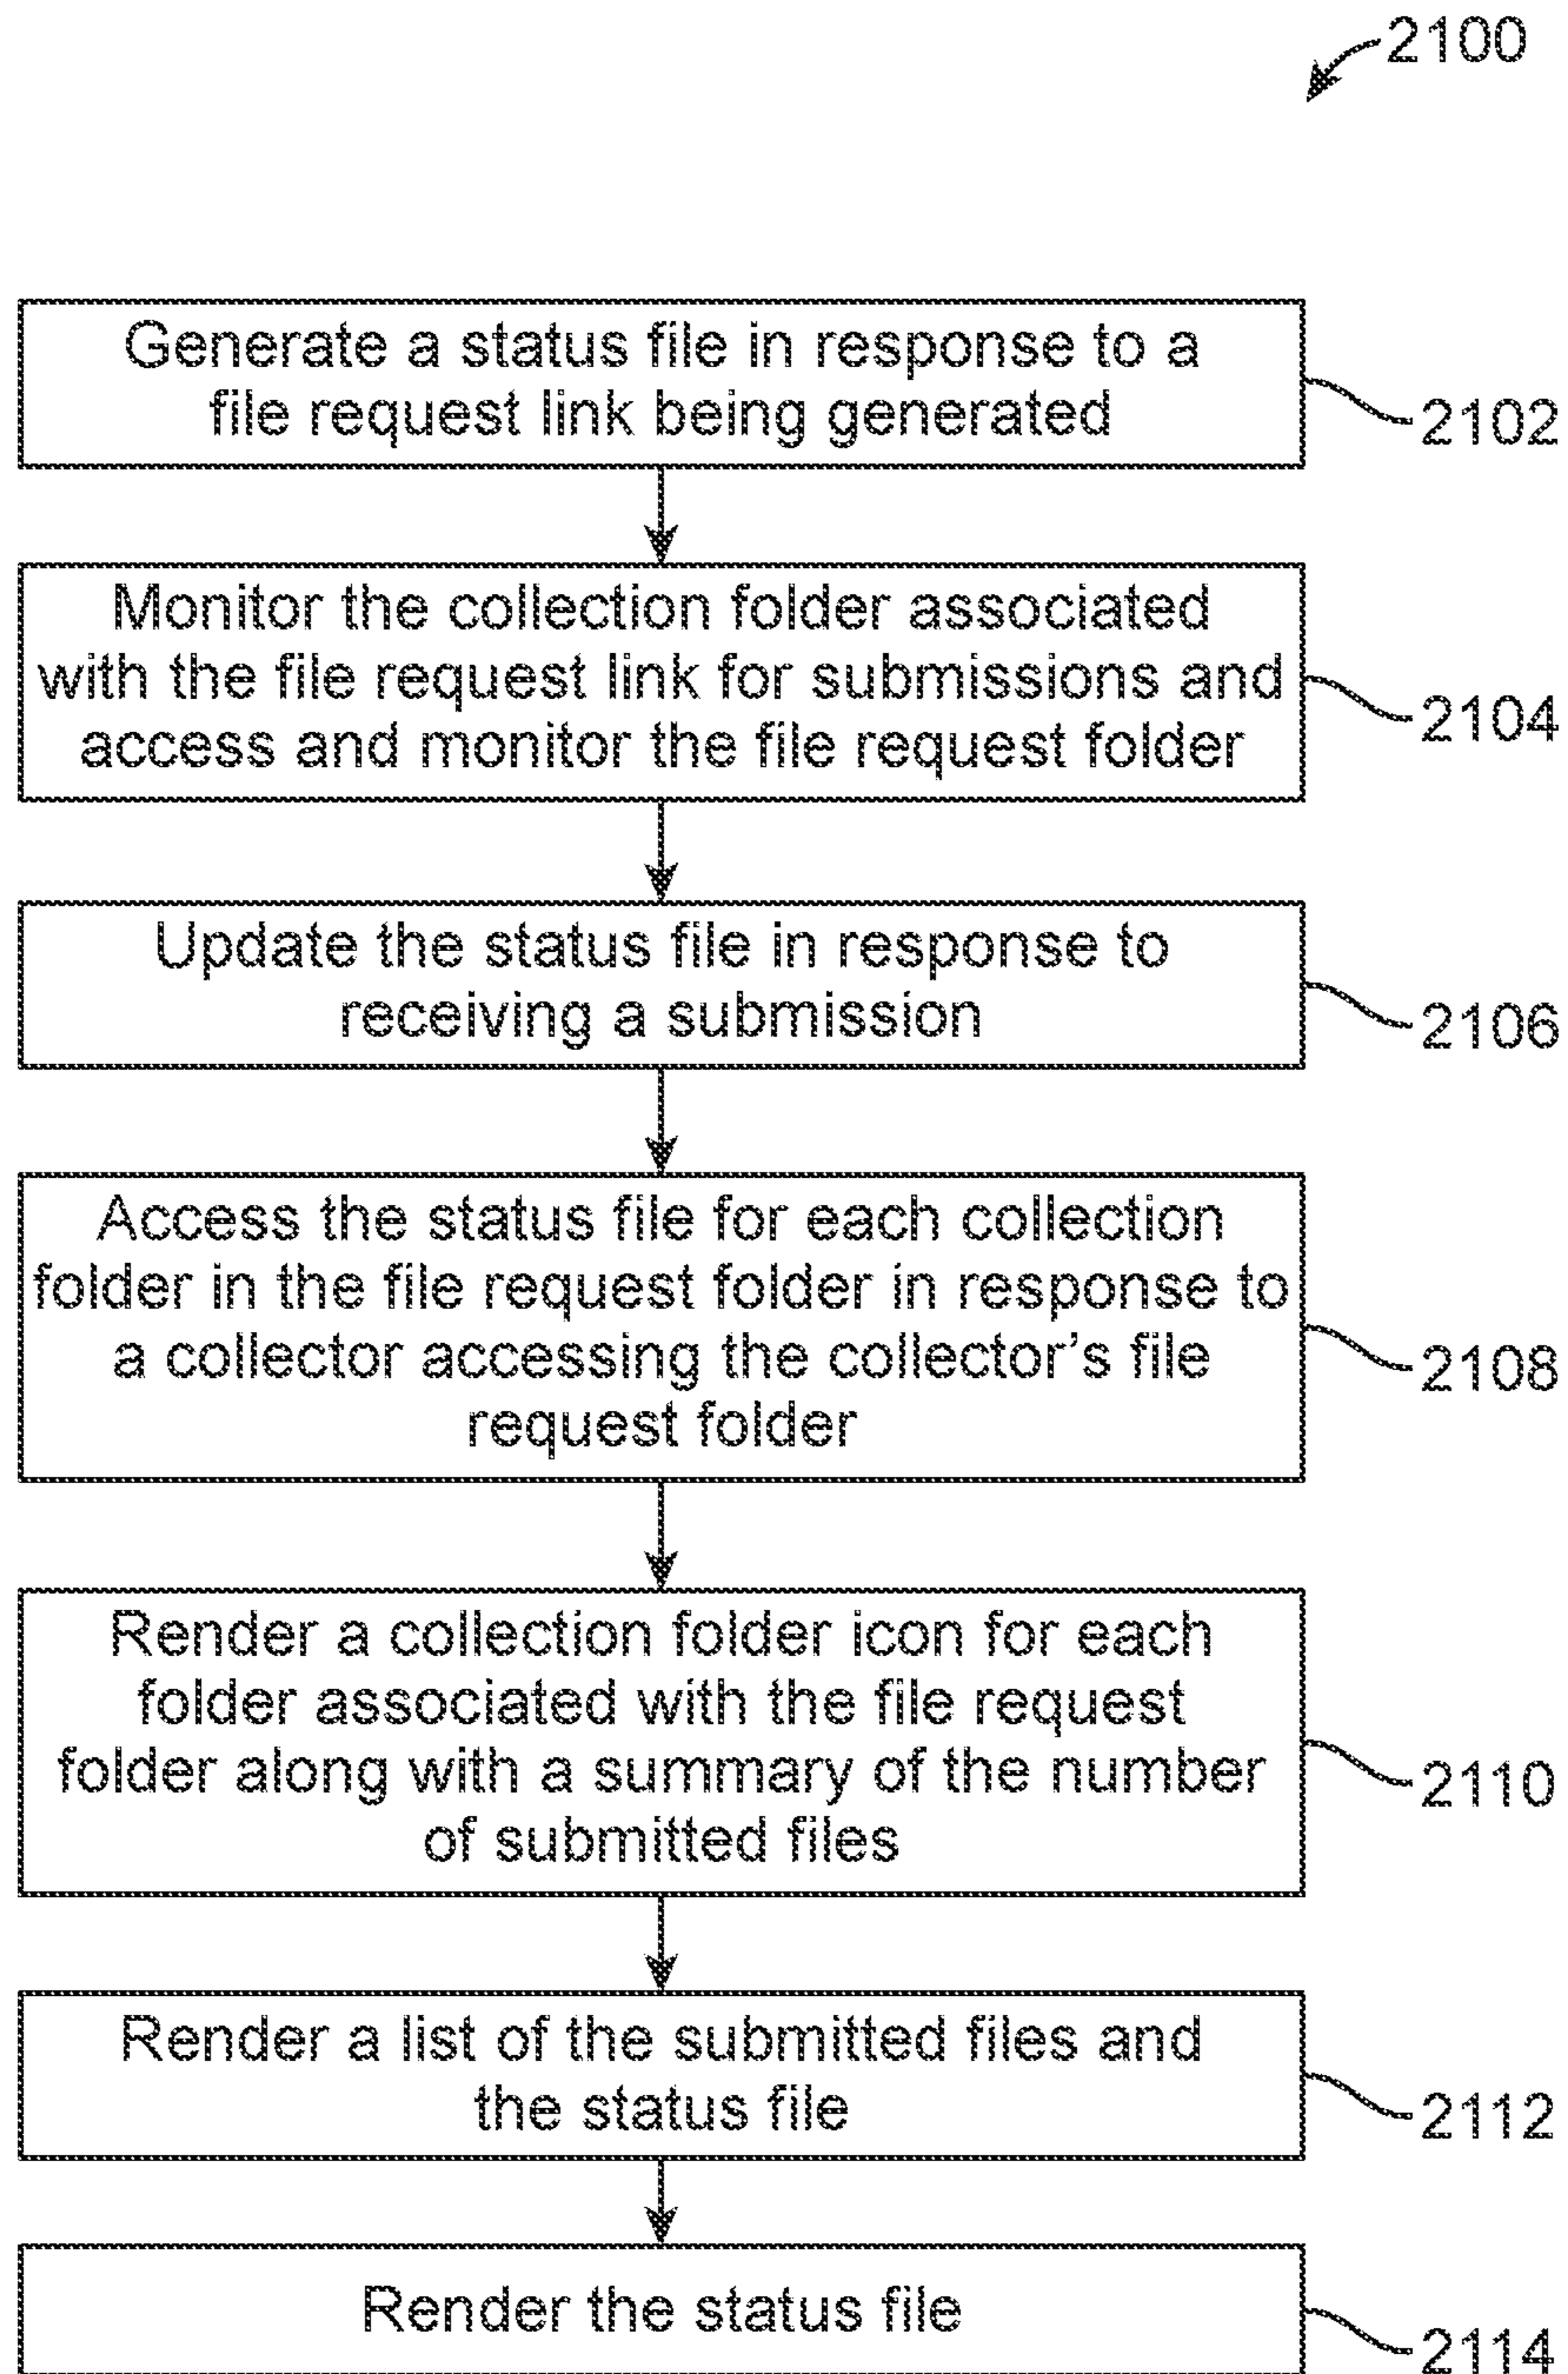 2100
Generate a status file in response to a
file request link being generated
2102
Monitor the collection folder associated
with the file request link for submissions and
access and monitor the file request folder
2104
Update the status file in response to
receiving a submission
2106
Access the status file for each collection
folder in the file request folder in response to
a collector accessing the collector's file
request folder
2108
Render a collection folder icon for each
folder associated with the file request
folder along with a summary of the number
of submitted files
2110
Render a list of the submitted files and
the status file
2112
Render the status file
2114